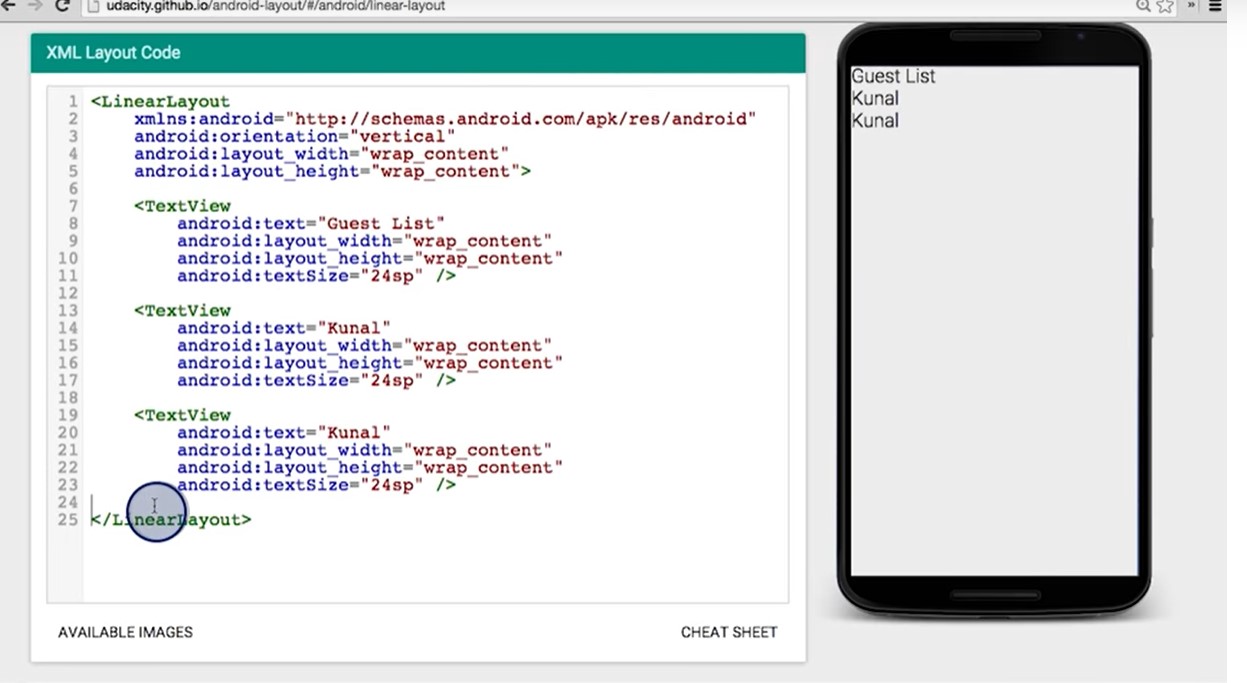 udacity.github.io/android-layout/#/android/linear-layout
XML Layout Code
1 <LinearLayout
2 xmlns:android="http://schemas.android.com/apk/res/android"
3 android:orientation="vertical"
4 android:layout_width="wrap_content"
5 android:layout_height="wrap_content">
6
7 <TextView
8 android:text="Guest List"
9 android:layout_width="wrap_content"
10 android:layout_height="wrap_content"
11 android:textSize="24sp" />
12
13 <TextView
14 android:text="Kunal"
15 android:layout_width="wrap_content"
16 android:layout_height="wrap_content"
17 android:textSize="24sp" />
18
19 <TextView
20 android:text="Kunal"
21 android:layout_width="wrap_content"
22 android:layout_height="wrap_content"
23 android:textSize="24sp" />
24
25 </LinearLayout>
AVAILABLE IMAGES
CHEAT SHEET
Guest List
Kunal
Kunal